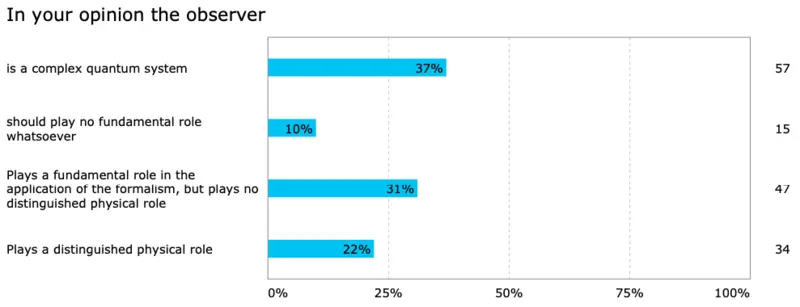 In your opinion the observer
is a complex quantum system
37%
57
should play no fundamental role
whatsoever
10%
15
Plays a fundamental role in the
application of the formalism, but plays no
distinguished physical role
31%
47
Plays a distinguished physical role
22%
34
0% 25% 50% 75% 100%